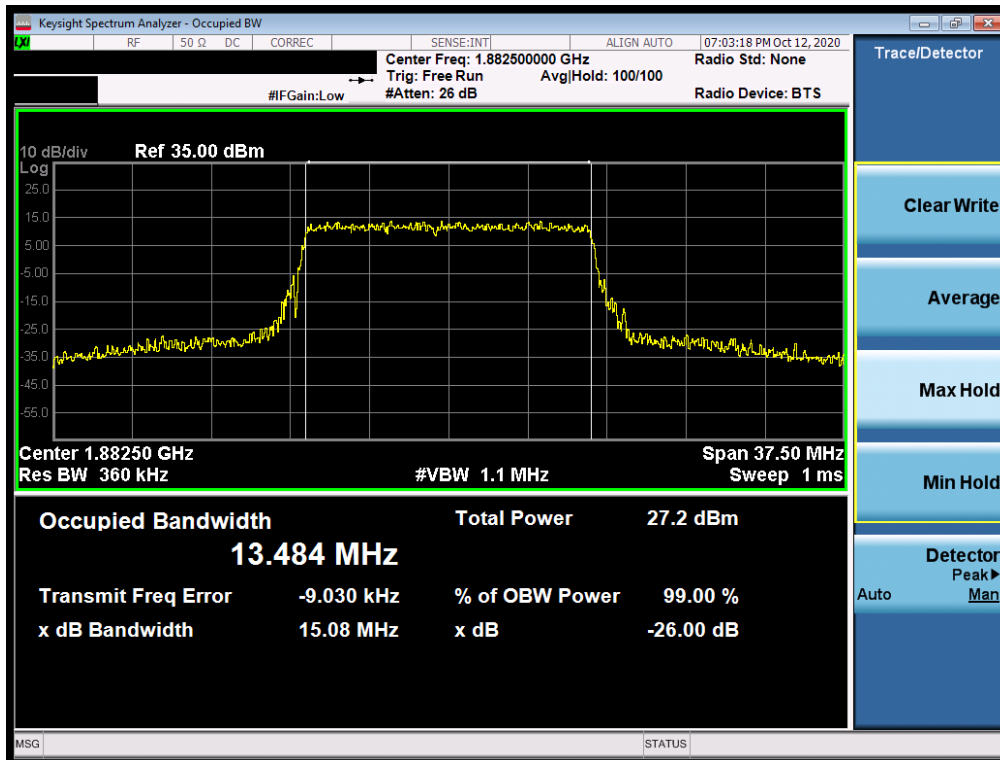 Keysight Spectrum Analyzer - Occupied BW
LXI RF 50 Ω DC CORREC SENSE:INT ALIGN AUTO 07:03:18 PM Oct 12, 2020
Center Freq: 1.882500000 GHz Radio Std: None
Trig: Free Run Avg|Hold: 100/100
#IFGain:Low #Atten: 26 dB Radio Device: BTS
Trace/Detector
10 dB/div Ref 35.00 dBm
Log
25.0
15.0
5.00
-5.00
-15.0
-25.0
-35.0
-45.0
-55.0
Center 1.88250 GHz Span 37.50 MHz
Res BW 360 kHz #VBW 1.1 MHz Sweep 1 ms
Occupied Bandwidth Total Power 27.2 dBm
13.484 MHz
Transmit Freq Error -9.030 kHz % of OBW Power 99.00 %
x dB Bandwidth 15.08 MHz x dB -26.00 dB
Clear Write
Average
Max Hold
Min Hold
Detector
Peak▶
Auto Man
MSG STATUS